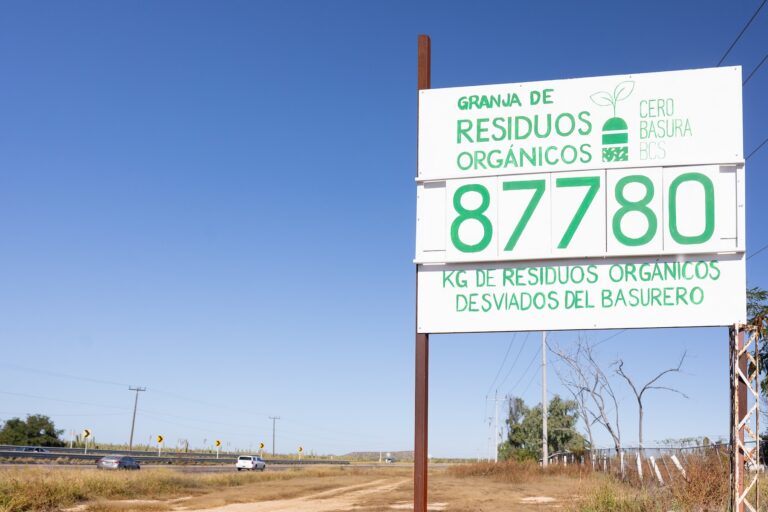 GRANJA DE
RESIDUOS
ORGÁNICOS
CERO
BASURA
BCS
87780
KG DE RESIDUOS ORGÁNICOS
DESVIADOS DEL BASURERO